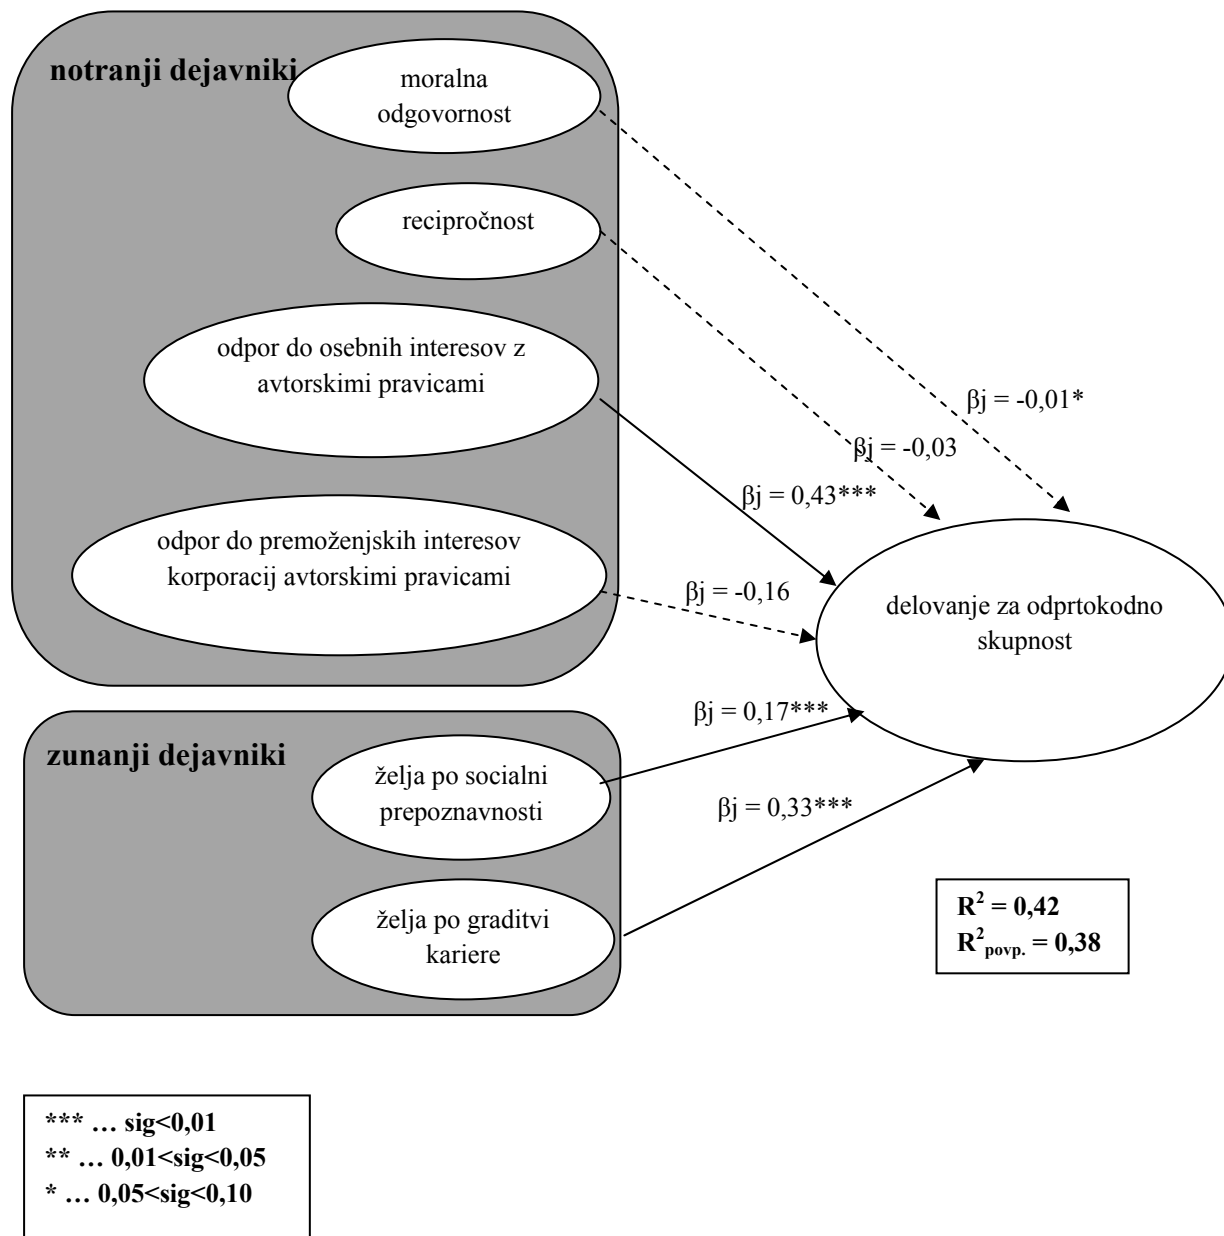 notranji dejavniki
moralna
odgovornost
recipročnost
odpor do osebnih interesov z
avtorskimi pravicami
odpor do premoženjskih interesov
korporacij avtorskimi pravicami
βj = -0,01*
βj = -0,03
βj = 0,43***
βj = -0,16
delovanje za odprtokodno
skupnost
βj = 0,17***
βj = 0,33***
zunanji dejavniki
želja po socialni
prepoznavnosti
želja po graditvi
kariere
R² = 0,42
R²povp. = 0,38
*** … sig<0,01
** … 0,01<sig<0,05
* … 0,05<sig<0,10